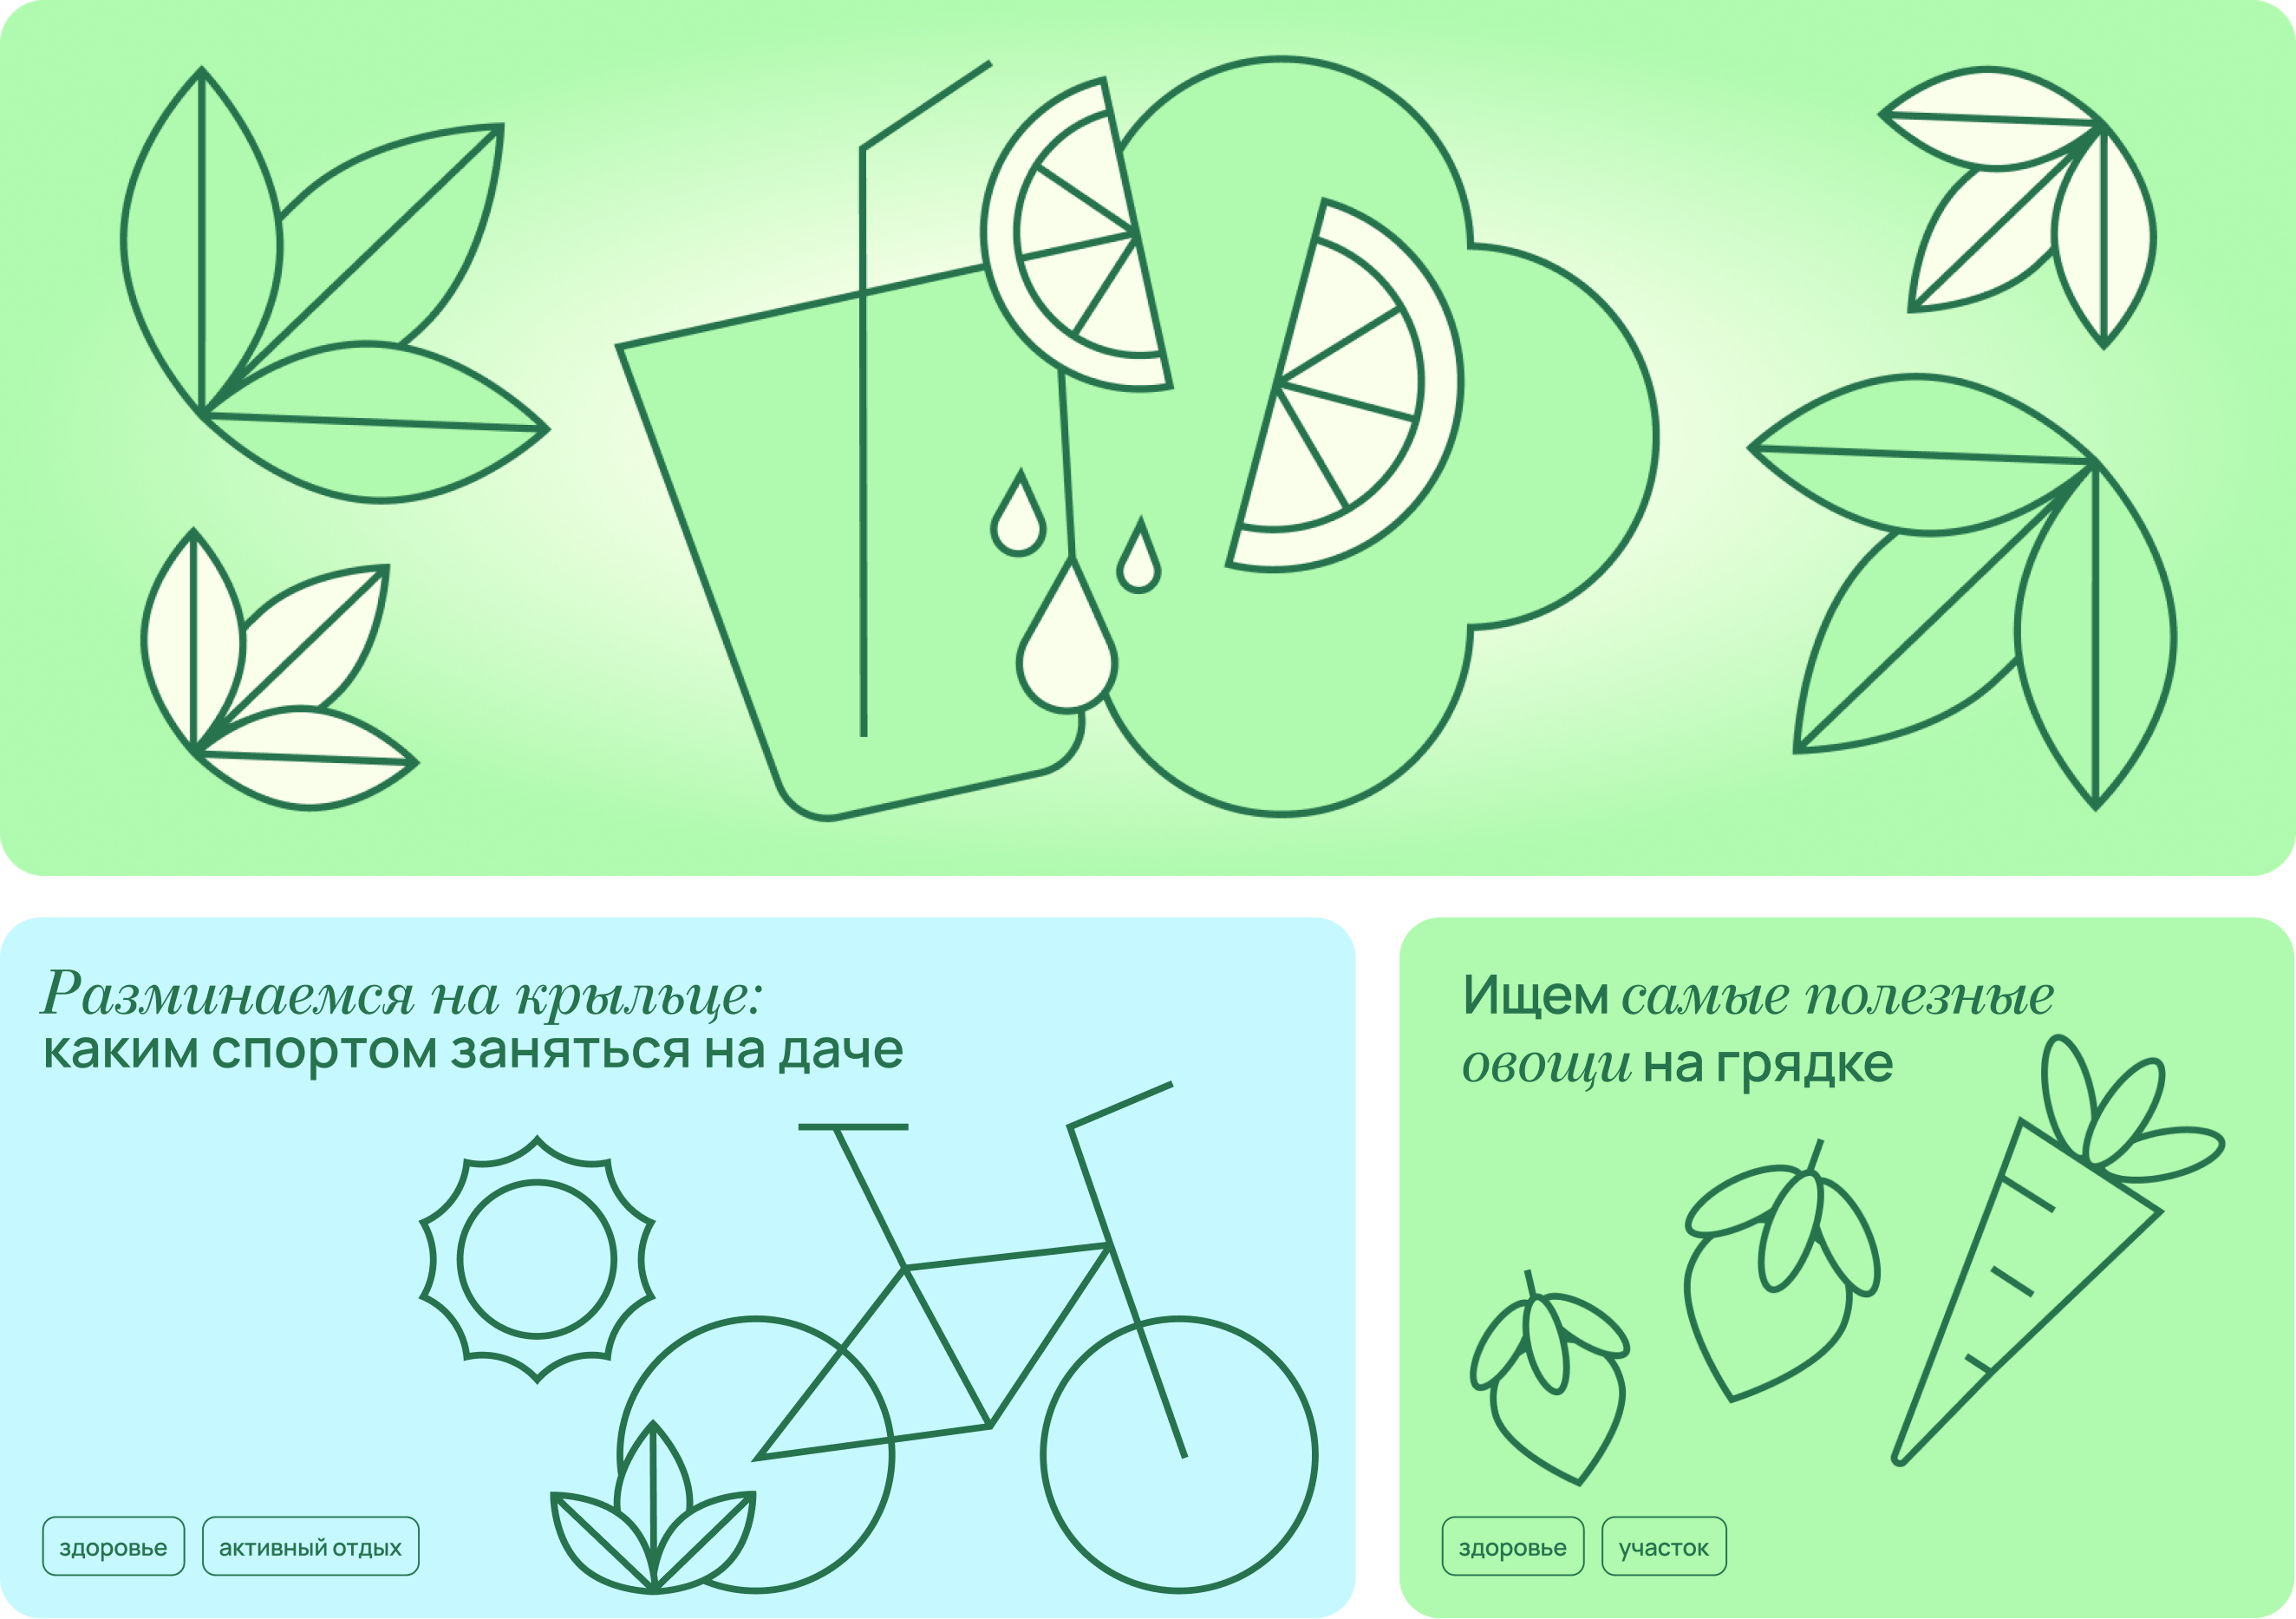 Разминаемся на крыльце:
каким спортом заняться на даче
здоровье
активный отдых
Ищем самые полезные
овощи на грядке
здоровье
участок